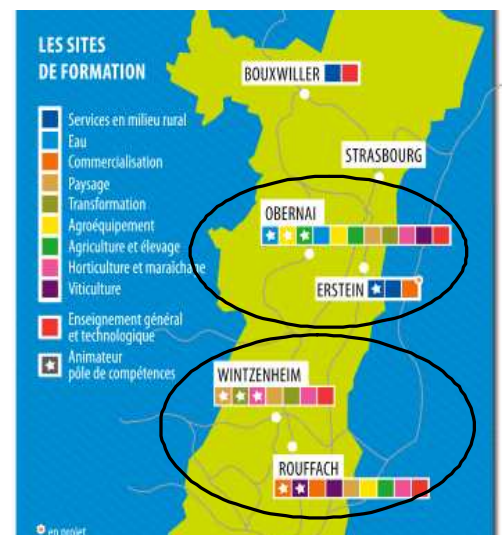 LES SITES
DE FORMATION
Services en milieu rural
Eau
Commercialisation
Paysage
Transformation
Agroéquipement
Agriculture et élevage
Horticulture et maraîchage
Viticulture
Enseignement général
et technologique
Animateur
pôle de compétences
BOUXWILLER
STRASBOURG
OBERNAI
ERSTEIN
WINTZENHEIM
ROUFFACH
en projet